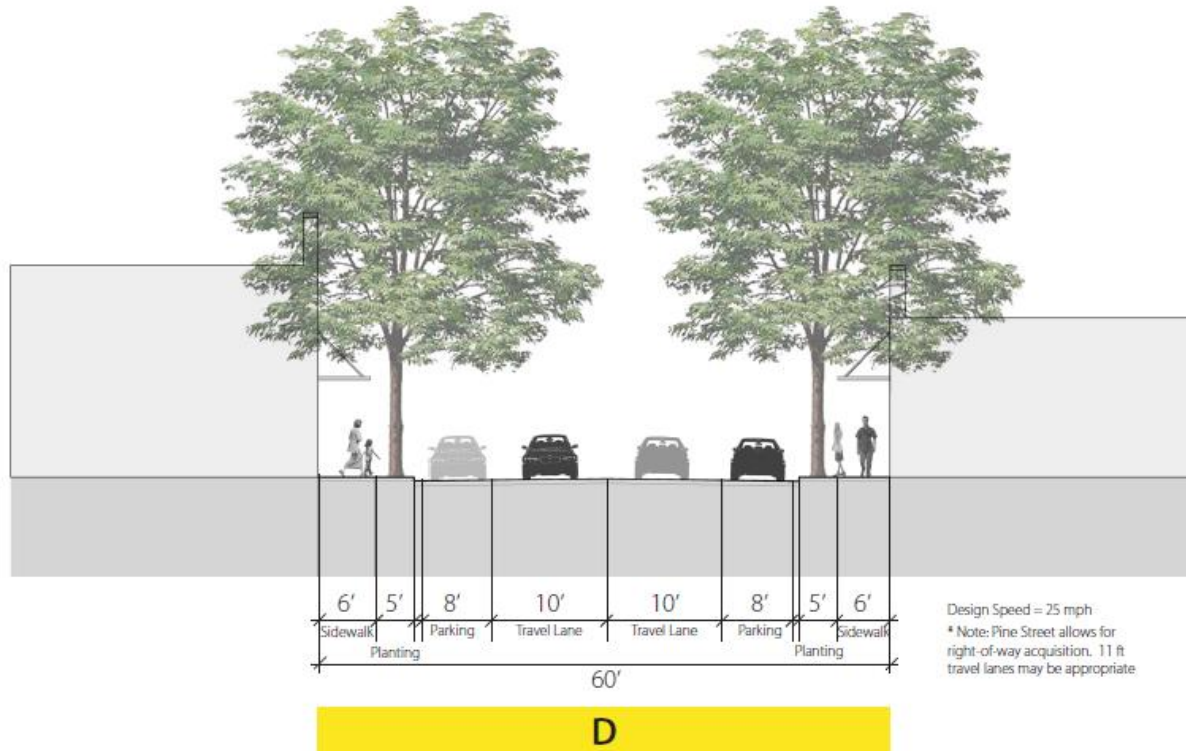 6’ 5’ 8’ 10’ 10’ 8’ 5’ 6’
Sidewalk Parking Travel Lane Travel Lane Parking Sidewalk
Planting Planting
60’
D
Design Speed = 25 mph
* Note: Pine Street allows for
right-of-way acquisition. 11 ft
travel lanes may be appropriate